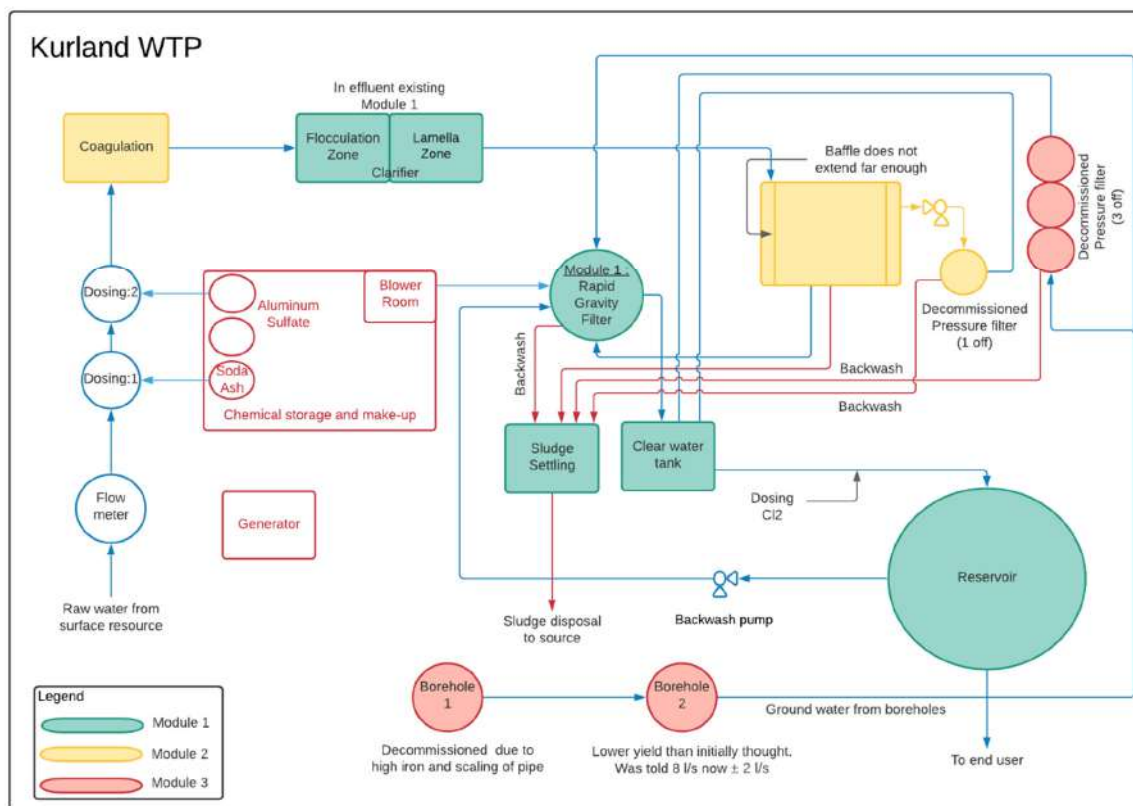 Kurland WTP
In effluent existing
Module 1
Coagulation
Flocculation
Zone
Lamella
Zone
Clarifier
Baffle does not
extend far enough
Decommissioned
Pressure filter
(3 off)
Dosing:2
Aluminum
Sulfate
Blower
Room
Module 1 :
Rapid
Gravity
Filter
Decommissioned
Pressure filter
(1 off)
Dosing:1
Soda
Ash
Chemical storage and make-up
Backwash
Backwash
Backwash
Sludge
Settling
Clear water
tank
Flow
meter
Generator
Dosing
Cl2
Reservoir
Raw water from
surface resource
Sludge disposal
to source
Backwash pump
Borehole
1
Borehole
2
Ground water from boreholes
Decommissioned due to
high iron and scaling of pipe
Lower yield than initially thought.
Was told 8 l/s now ± 2 l/s
To end user
Legend
Module 1
Module 2
Module 3